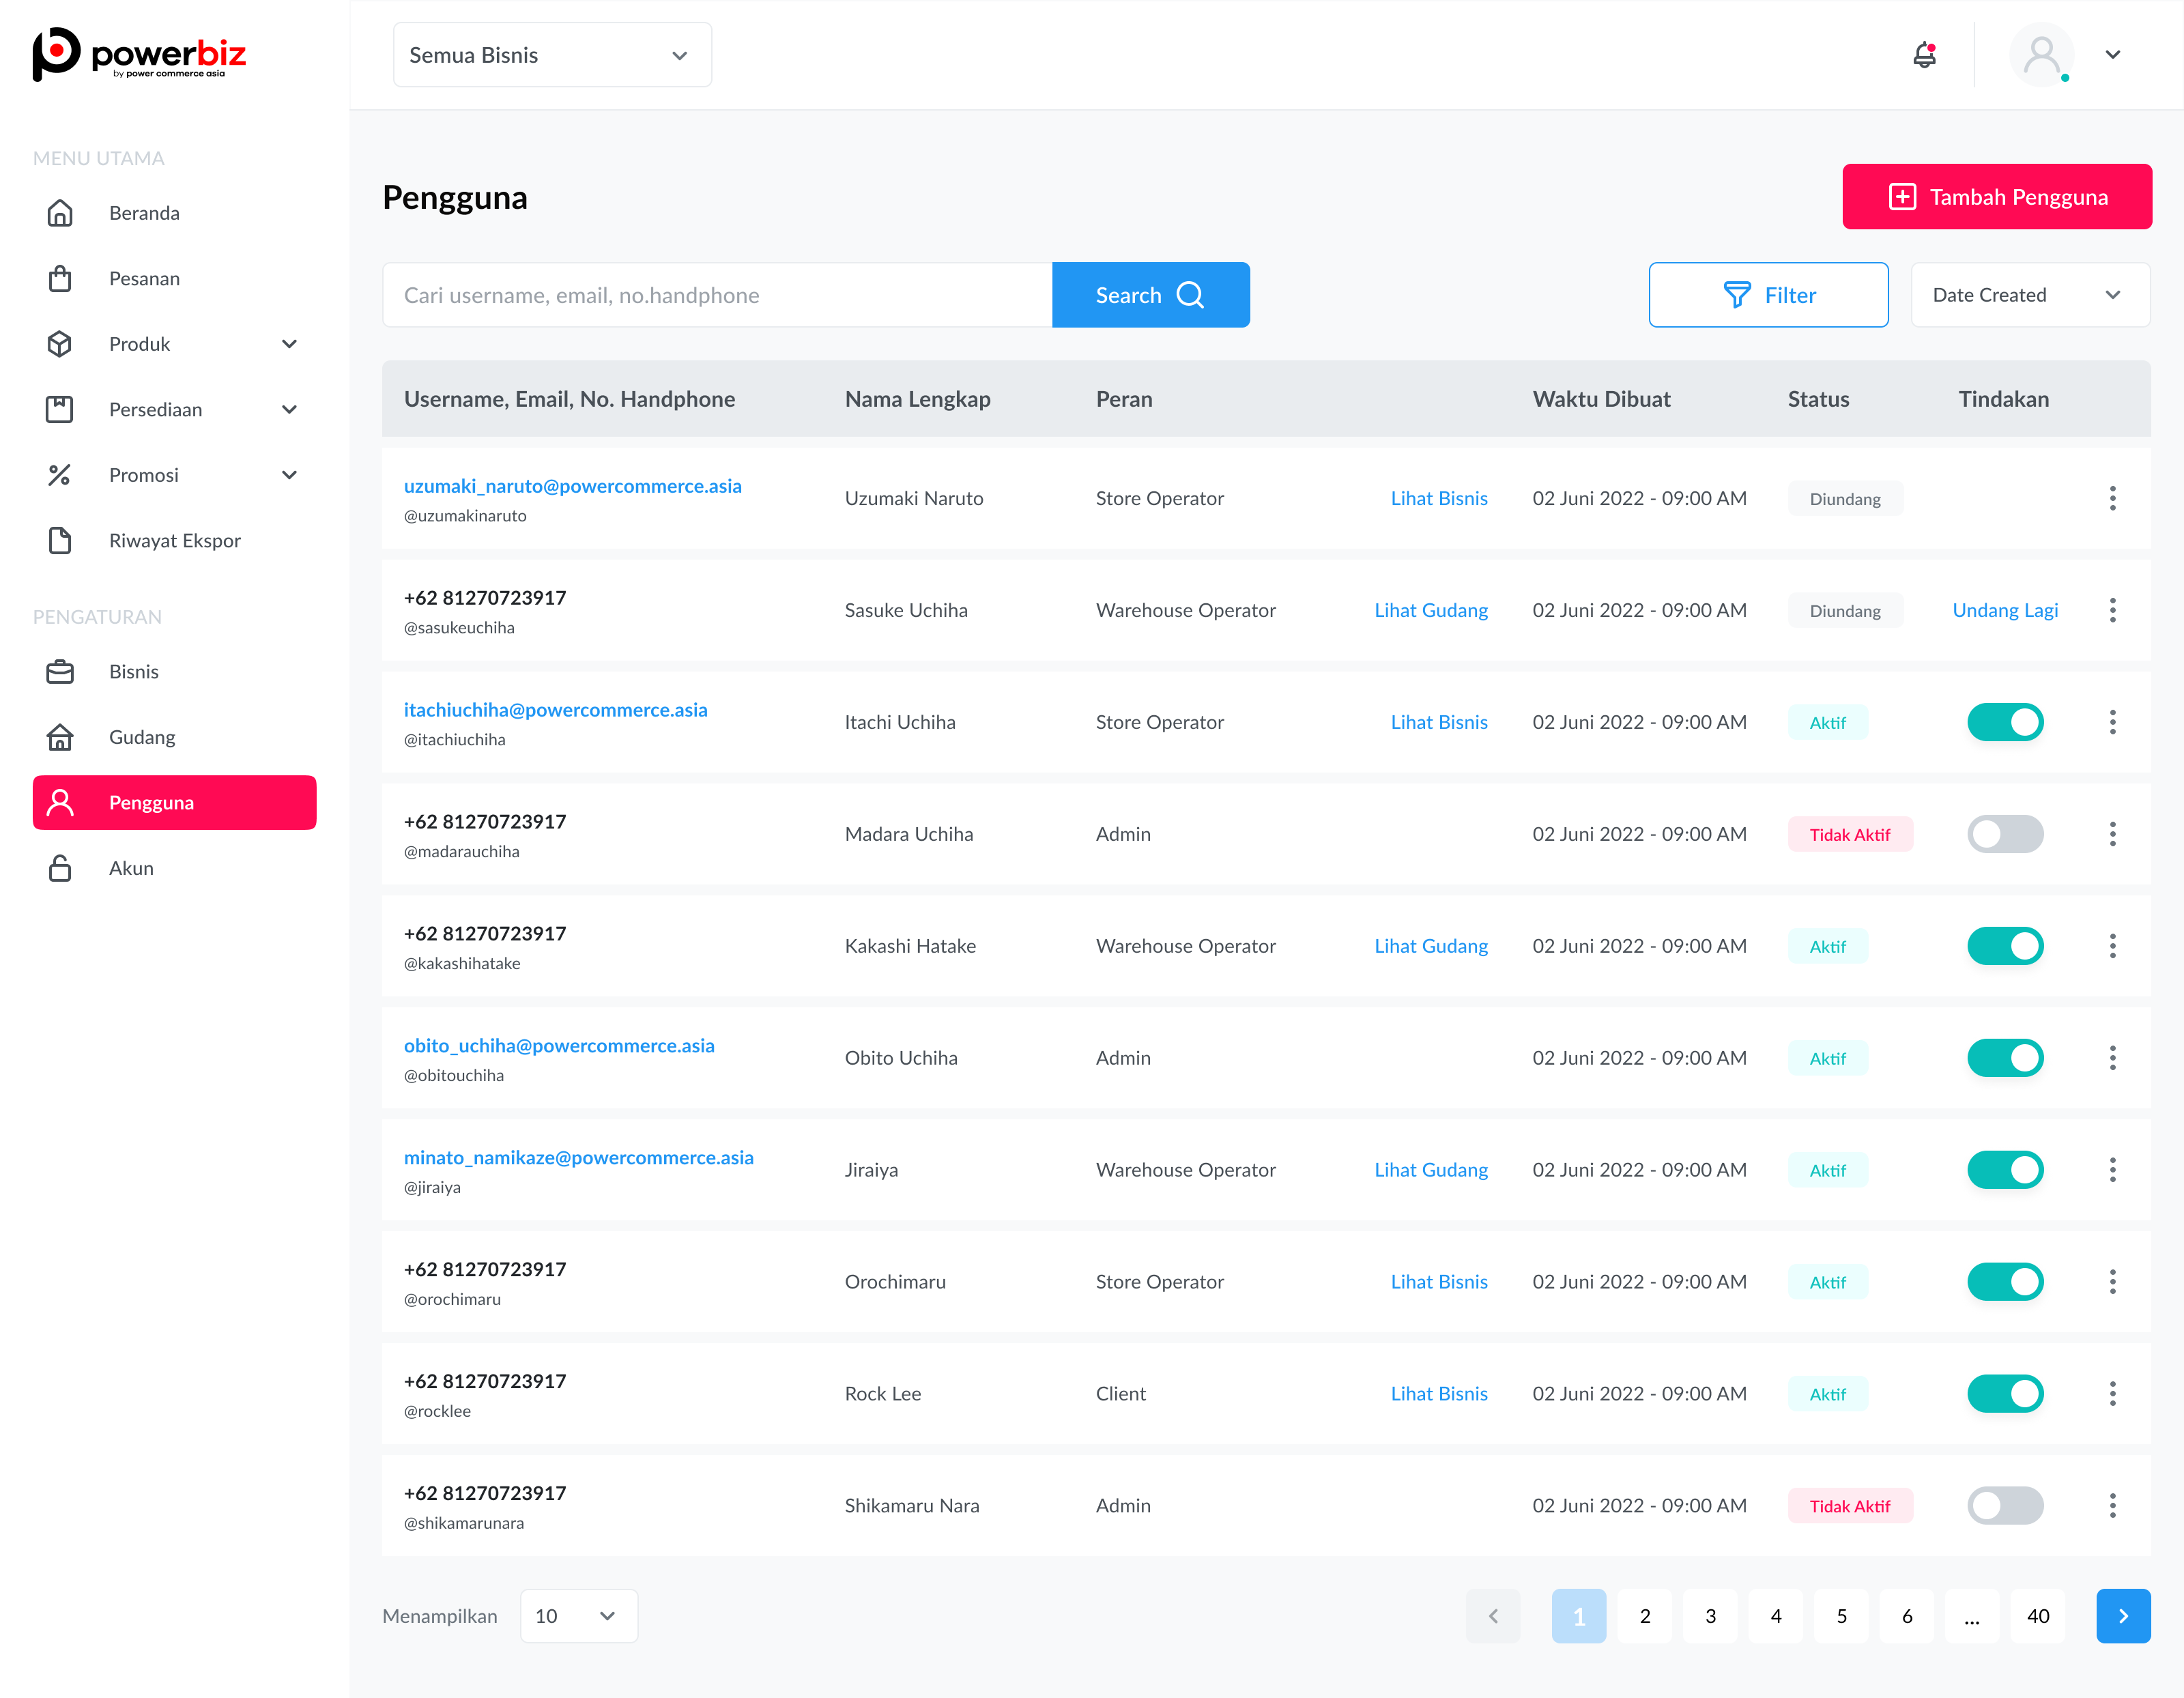 powerbiz
by power commerce asia
Semua Bisnis
MENU UTAMA
Beranda
Pesanan
Produk
Persediaan
Promosi
Riwayat Ekspor
PENGATURAN
Bisnis
Gudang
Pengguna
Akun
Pengguna
Tambah Pengguna
Cari username, email, no.handphone
Search
Filter
Date Created
Username, Email, No. Handphone Nama Lengkap Peran Waktu Dibuat Status Tindakan
uzumaki_naruto@powercommerce.asia
@uzumakinaruto
Uzumaki Naruto Store Operator Lihat Bisnis 02 Juni 2022 - 09:00 AM Diundang
+62 81270723917
@sasukeuchiha
Sasuke Uchiha Warehouse Operator Lihat Gudang 02 Juni 2022 - 09:00 AM Diundang Undang Lagi
itachiuchiha@powercommerce.asia
@itachiuchiha
Itachi Uchiha Store Operator Lihat Bisnis 02 Juni 2022 - 09:00 AM Aktif
+62 81270723917
@madarauchiha
Madara Uchiha Admin 02 Juni 2022 - 09:00 AM Tidak Aktif
+62 81270723917
@kakashihatake
Kakashi Hatake Warehouse Operator Lihat Gudang 02 Juni 2022 - 09:00 AM Aktif
obito_uchiha@powercommerce.asia
@obitouchiha
Obito Uchiha Admin 02 Juni 2022 - 09:00 AM Aktif
minato_namikaze@powercommerce.asia
@jiraiya
Jiraiya Warehouse Operator Lihat Gudang 02 Juni 2022 - 09:00 AM Aktif
+62 81270723917
@orochimaru
Orochimaru Store Operator Lihat Bisnis 02 Juni 2022 - 09:00 AM Aktif
+62 81270723917
@rocklee
Rock Lee Client Lihat Bisnis 02 Juni 2022 - 09:00 AM Aktif
+62 81270723917
@shikamarunara
Shikamaru Nara Admin 02 Juni 2022 - 09:00 AM Tidak Aktif
Menampilkan 10
1 2 3 4 5 6 ... 40